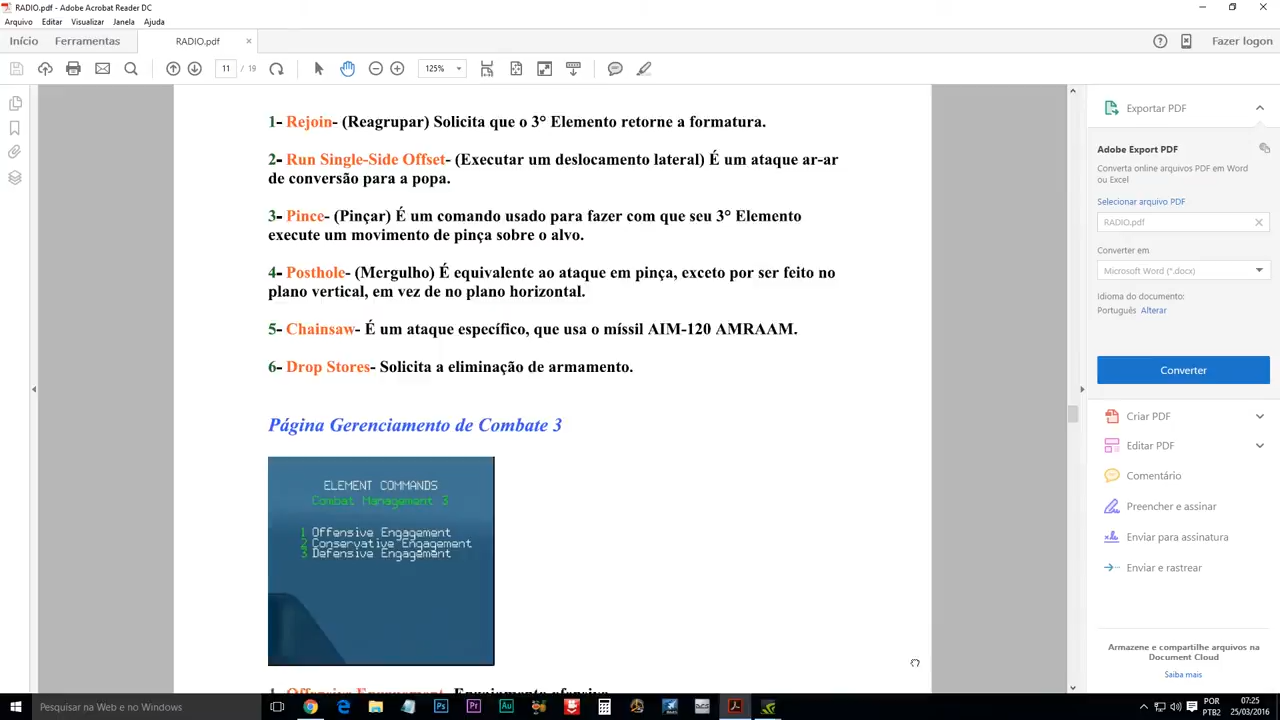 RADIO.pdf - Adobe Acrobat Reader DC
Arquivo Editar Visualizar Janela Ajuda
Início Ferramentas RADIO.pdf ×
Fazer logon
11 / 19
125%
1- Rejoin- (Reagrupar) Solicita que o 3° Elemento retorne a formatura.
2- Run Single-Side Offset- (Executar um deslocamento lateral) É um ataque ar-ar
de conversão para a popa.
3- Pince- (Pinçar) É um comando usado para fazer com que seu 3° Elemento
execute um movimento de pinça sobre o alvo.
4- Posthole- (Mergulho) É equivalente ao ataque em pinça, exceto por ser feito no
plano vertical, em vez de no plano horizontal.
5- Chainsaw- É um ataque específico, que usa o míssil AIM-120 AMRAAM.
6- Drop Stores- Solicita a eliminação de armamento.
Página Gerenciamento de Combate 3
ELEMENT COMMANDS
Combat Management 3
1 Offensive Engagement
2 Conservative Engagement
3 Defensive Engagement
1- Offensive Engagement- Engajamento ofensivo
Exportar PDF
Adobe Export PDF
Converta online arquivos PDF em Word
ou Excel
Selecionar arquivo PDF
RADIO.pdf
Converter em
Microsoft Word (*.docx)
Idioma do documento:
Português Alterar
Converter
Criar PDF
Editar PDF
Comentário
Preencher e assinar
Enviar para assinatura
Enviar e rastrear
Armazene e compartilhe arquivos na
Document Cloud
Saiba mais
Pesquisar na Web e no Windows
Ps Pr Au
POR
PTB2
07:25
25/03/2016